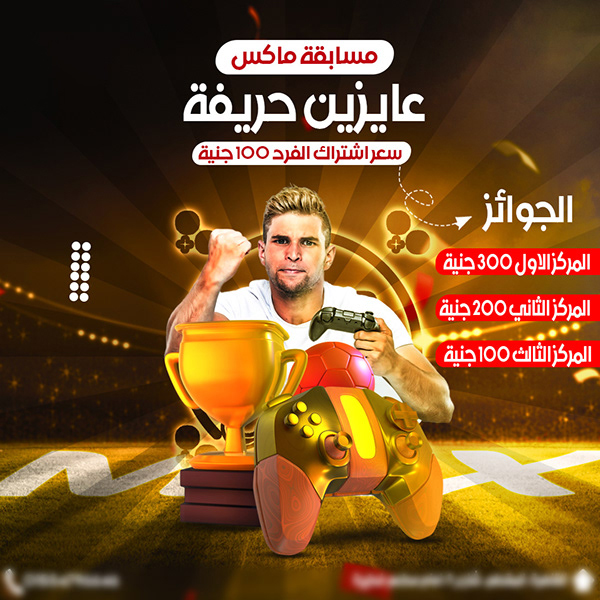 مسابقة ماكس
عايزين حريفة
سعر اشتراك الفرد 100 جنية
الجوائز
المركز الاول 300 جنية
المركز الثاني 200 جنية
المركز الثالث 100 جنية